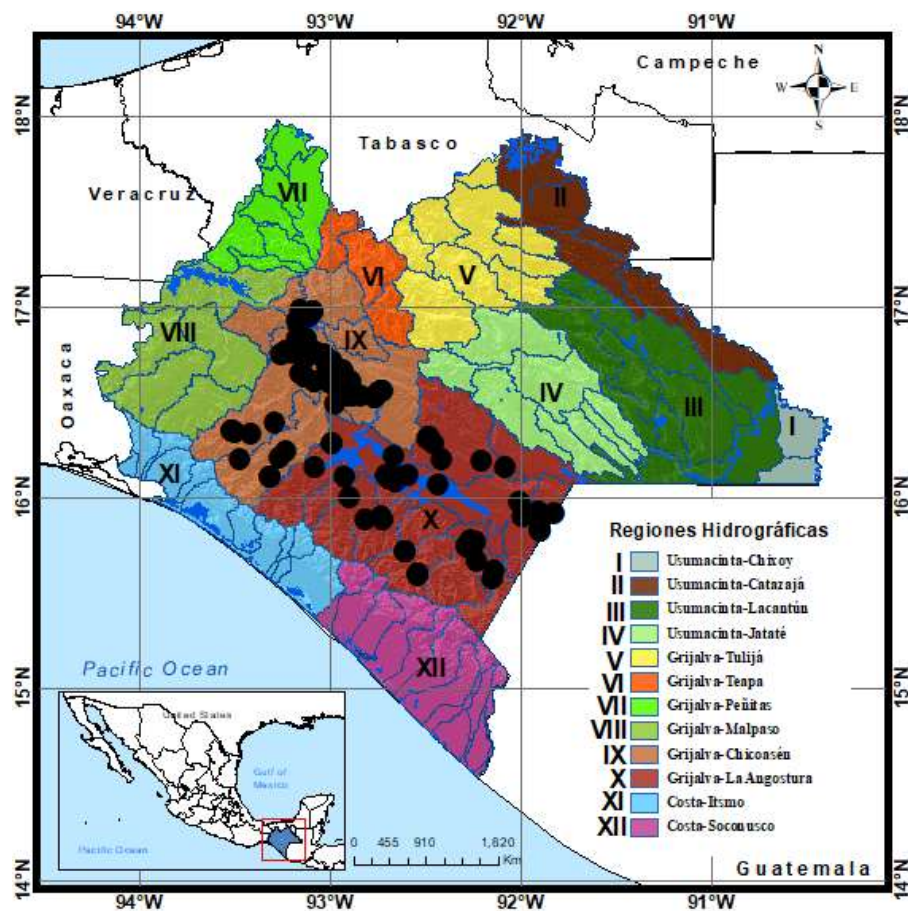 94°W 93°W 92°W 91°W
18°N
17°N
16°N
15°N
14°N
18°N
17°N
16°N
15°N
14°N
Campeche
N
W E
S
Tabasco
Veracruz
Oaxaca
VII
II
VI
V
VIII
IX
IV
III
I
XI
X
XII
Pacific Ocean
Regiones Hidrográficas
I Usumacinta-Chixoy
II Usumacinta-Catazajá
III Usumacinta-Lacantún
IV Usumacinta-Jataté
V Grijalva-Tulijá
VI Grijalva-Teapa
VII Grijalva-Peñitas
VIII Grijalva-Malpaso
IX Grijalva-Chicoasén
X Grijalva-La Angostura
XI Costa-Itsmo
XII Costa-Soconusco
United States
Gulf of
Mexico
Pacific Ocean
0 455 910 1,820
Km
Guatemala
94°W 93°W 92°W 91°W